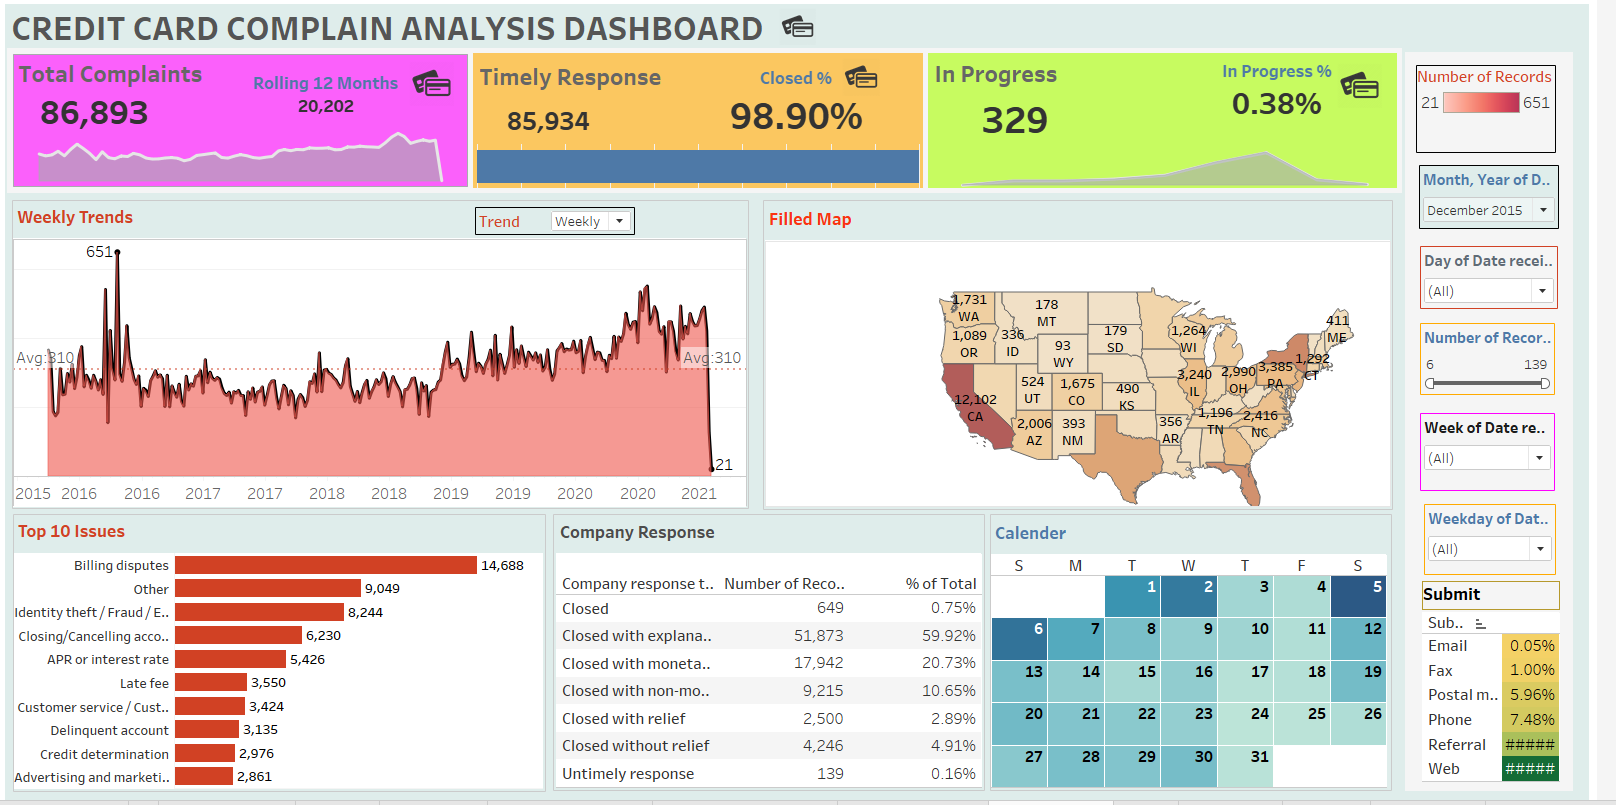 CREDIT CARD COMPLAIN ANALYSIS DASHBOARD
Total Complaints
Rolling 12 Months
86,893
20,202
Timely Response
Closed %
85,934
98.90%
In Progress
In Progress %
329
0.38%
Number of Records
21 651
Month, Year of D..
December 2015
Day of Date recei..
(All)
Number of Recor..
6 139
Week of Date re..
(All)
Weekday of Dat..
(All)
Submit
Sub..
Email 0.05%
Fax 1.00%
Postal m.. 5.96%
Phone 7.48%
Referral #####
Web #####
Weekly Trends
Trend Weekly
651
Avg:310 Avg:310
21
2015 2016 2016 2017 2017 2018 2018 2019 2019 2020 2020 2021
Filled Map
1,731
WA
178
MT
411
ME
1,089
OR
336
ID
179
SD
1,264
WI
93
WY
1,292
CT
3,240
IL
2,990
OH
3,385
PA
524
UT
1,675
CO
490
KS
12,102
CA
2,006
AZ
393
NM
356
AR
1,196
TN
2,416
NC
Top 10 Issues
Billing disputes 14,688
Other 9,049
Identity theft / Fraud / E.. 8,244
Closing/Cancelling acco.. 6,230
APR or interest rate 5,426
Late fee 3,550
Customer service / Cust.. 3,424
Delinquent account 3,135
Credit determination 2,976
Advertising and marketi.. 2,861
Company Response
Company response t.. Number of Reco.. % of Total
Closed 649 0.75%
Closed with explana.. 51,873 59.92%
Closed with moneta.. 17,942 20.73%
Closed with non-mo.. 9,215 10.65%
Closed with relief 2,500 2.89%
Closed without relief 4,246 4.91%
Untimely response 139 0.16%
Calender
S M T W T F S
1 2 3 4 5
6 7 8 9 10 11 12
13 14 15 16 17 18 19
20 21 22 23 24 25 26
27 28 29 30 31